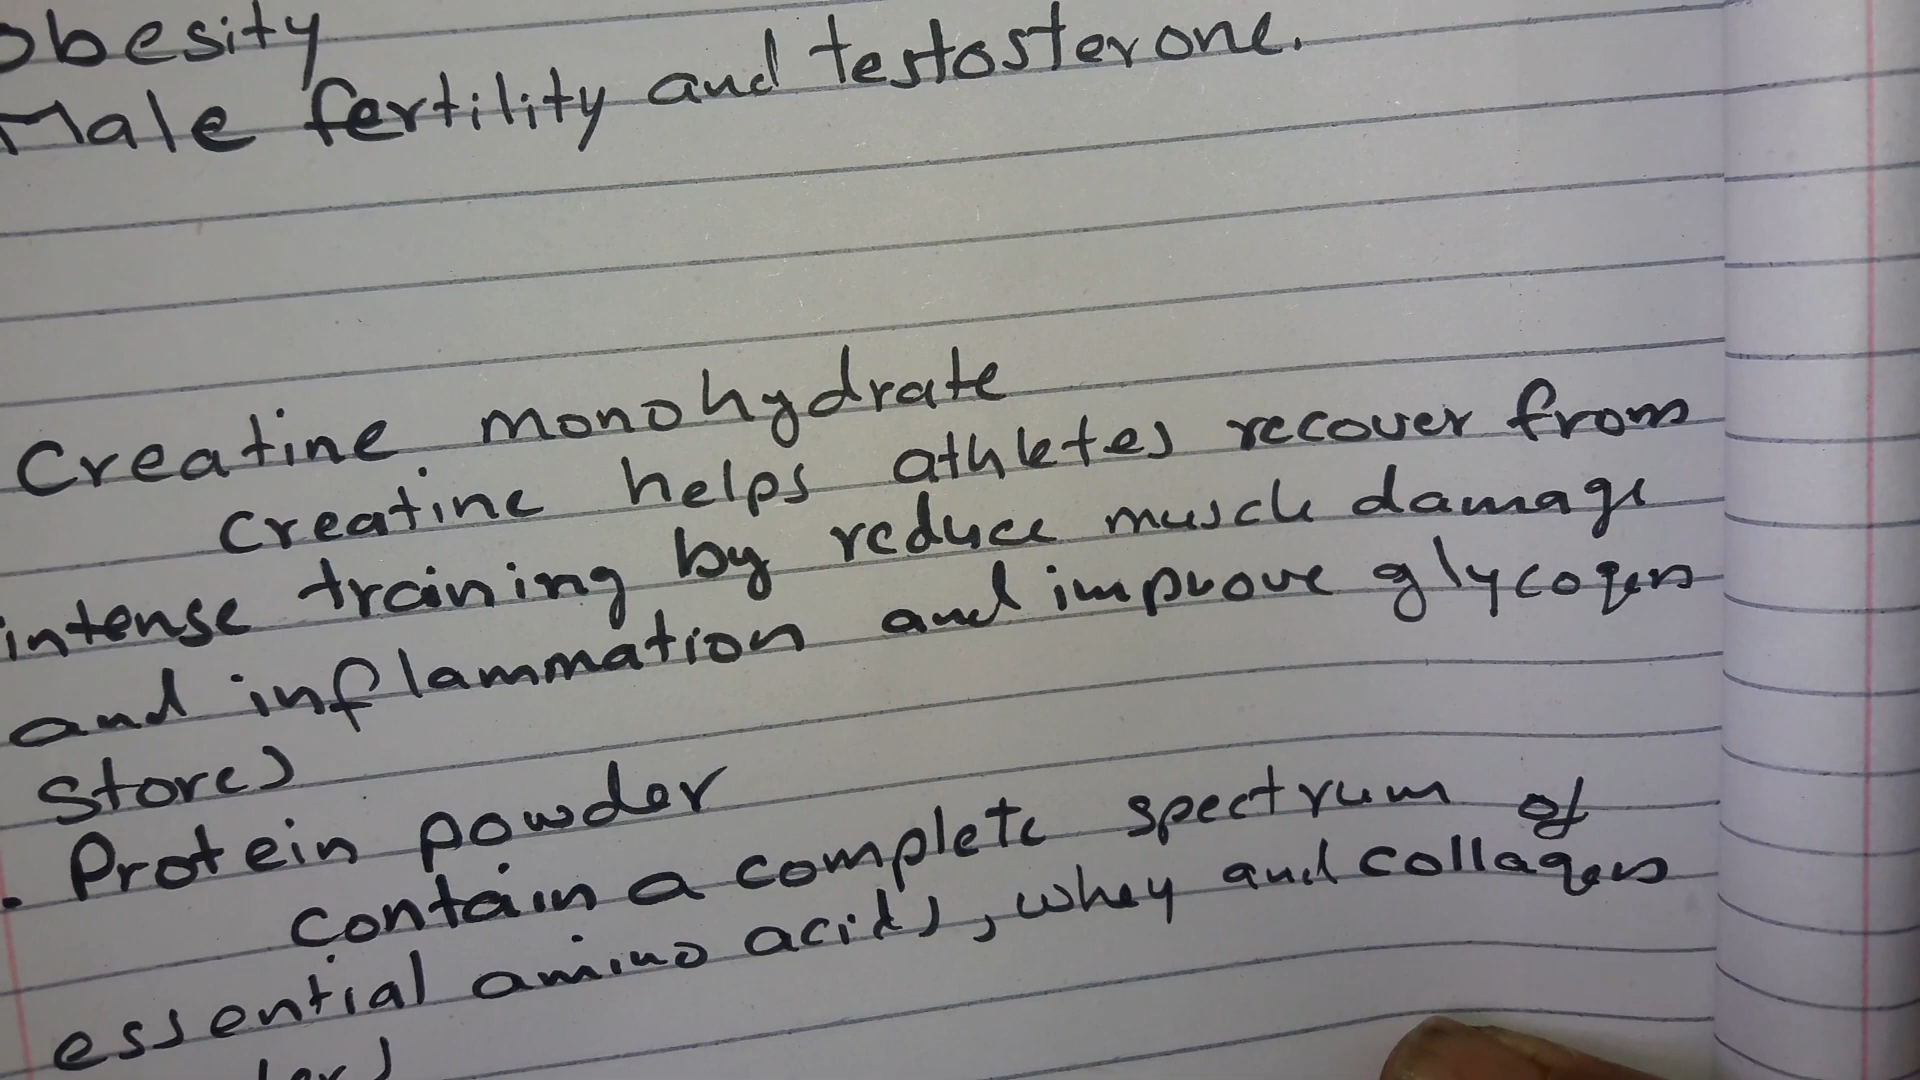 obesity
Male fertility and testosterone.
Creatine monohydrate
creatine helps athletes recover from
intense training by reduce muscle damage
and inflammation and improve glycogen
stores
. Protein powder
contain a complete spectrum of
essential amino acids, whey and collagen